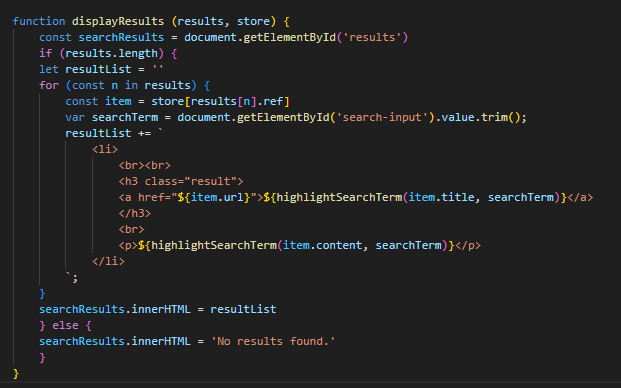 function displayResults (results, store) {
    const searchResults = document.getElementById('results')
    if (results.length) {
    let resultList = ''
    for (const n in results) {
        const item = store[results[n].ref]
        var searchTerm = document.getElementById('search-input').value.trim();
        resultList += `
            <li>
                <br><br>
                <h3 class="result">
                <a href="${item.url}">${highlightSearchTerm(item.title, searchTerm)}</a>
                </h3>
                <br>
                <p>${highlightSearchTerm(item.content, searchTerm)}</p>
            </li>
        `;
    }
    searchResults.innerHTML = resultList
    } else {
    searchResults.innerHTML = 'No results found.'
    }
}